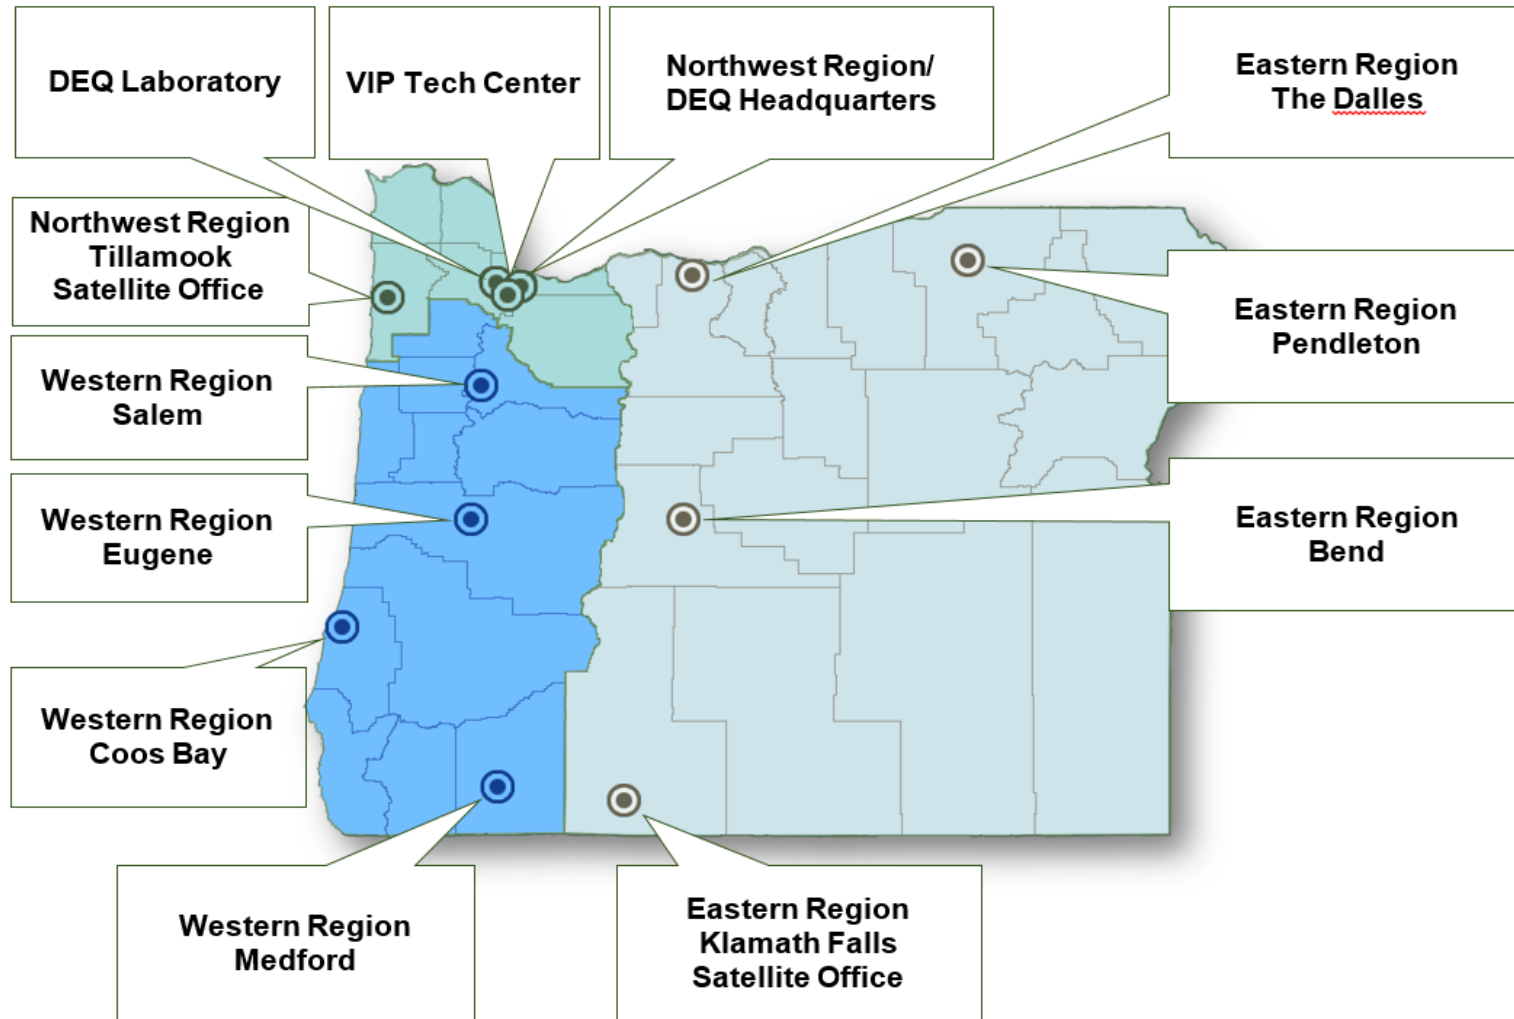 DEQ Laboratory
VIP Tech Center
Northwest Region/
DEQ Headquarters
Eastern Region
The Dalles
Northwest Region
Tillamook
Satellite Office
Eastern Region
Pendleton
Western Region
Salem
Western Region
Eugene
Eastern Region
Bend
Western Region
Coos Bay
Western Region
Medford
Eastern Region
Klamath Falls
Satellite Office